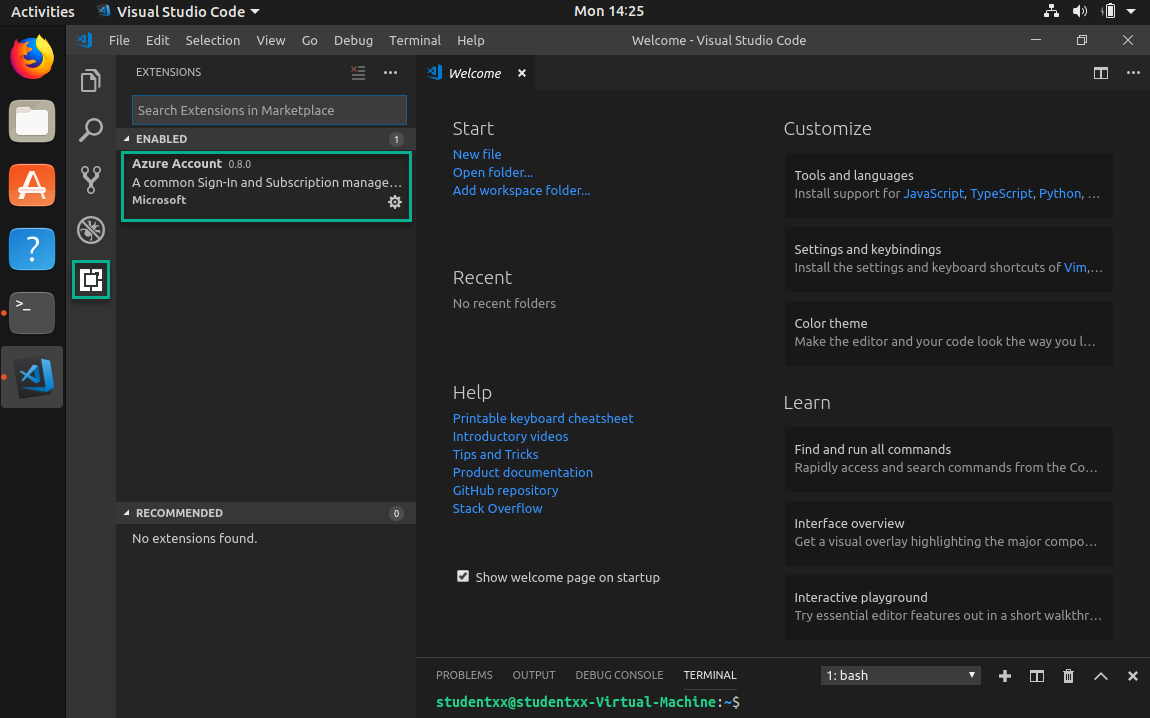 Activities Visual Studio Code Mon 14:25
File Edit Selection View Go Debug Terminal Help Welcome - Visual Studio Code
EXTENSIONS
Search Extensions in Marketplace
ENABLED 1
Azure Account 0.8.0
A common Sign-In and Subscription manage…
Microsoft
RECOMMENDED 0
No extensions found.
Welcome
Start
New file
Open folder...
Add workspace folder...
Recent
No recent folders
Help
Printable keyboard cheatsheet
Introductory videos
Tips and Tricks
Product documentation
GitHub repository
Stack Overflow
Show welcome page on startup
Customize
Tools and languages
Install support for JavaScript, TypeScript, Python, …
Settings and keybindings
Install the settings and keyboard shortcuts of Vim,…
Color theme
Make the editor and your code look the way you l…
Learn
Find and run all commands
Rapidly access and search commands from the Co…
Interface overview
Get a visual overlay highlighting the major compo…
Interactive playground
Try essential editor features out in a short walkthr…
PROBLEMS OUTPUT DEBUG CONSOLE TERMINAL 1: bash
studentxx@studentxx-Virtual-Machine:~$